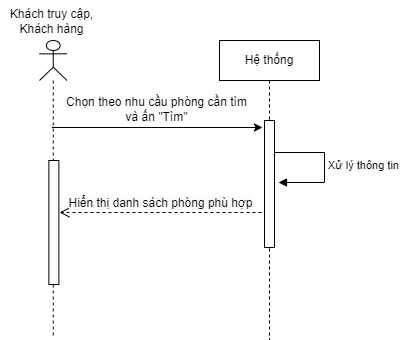 Khách truy cập,
Khách hàng
Hệ thống
Chọn theo nhu cầu phòng cần tìm
và ấn "Tìm"
Xử lý thông tin
Hiển thị danh sách phòng phù hợp